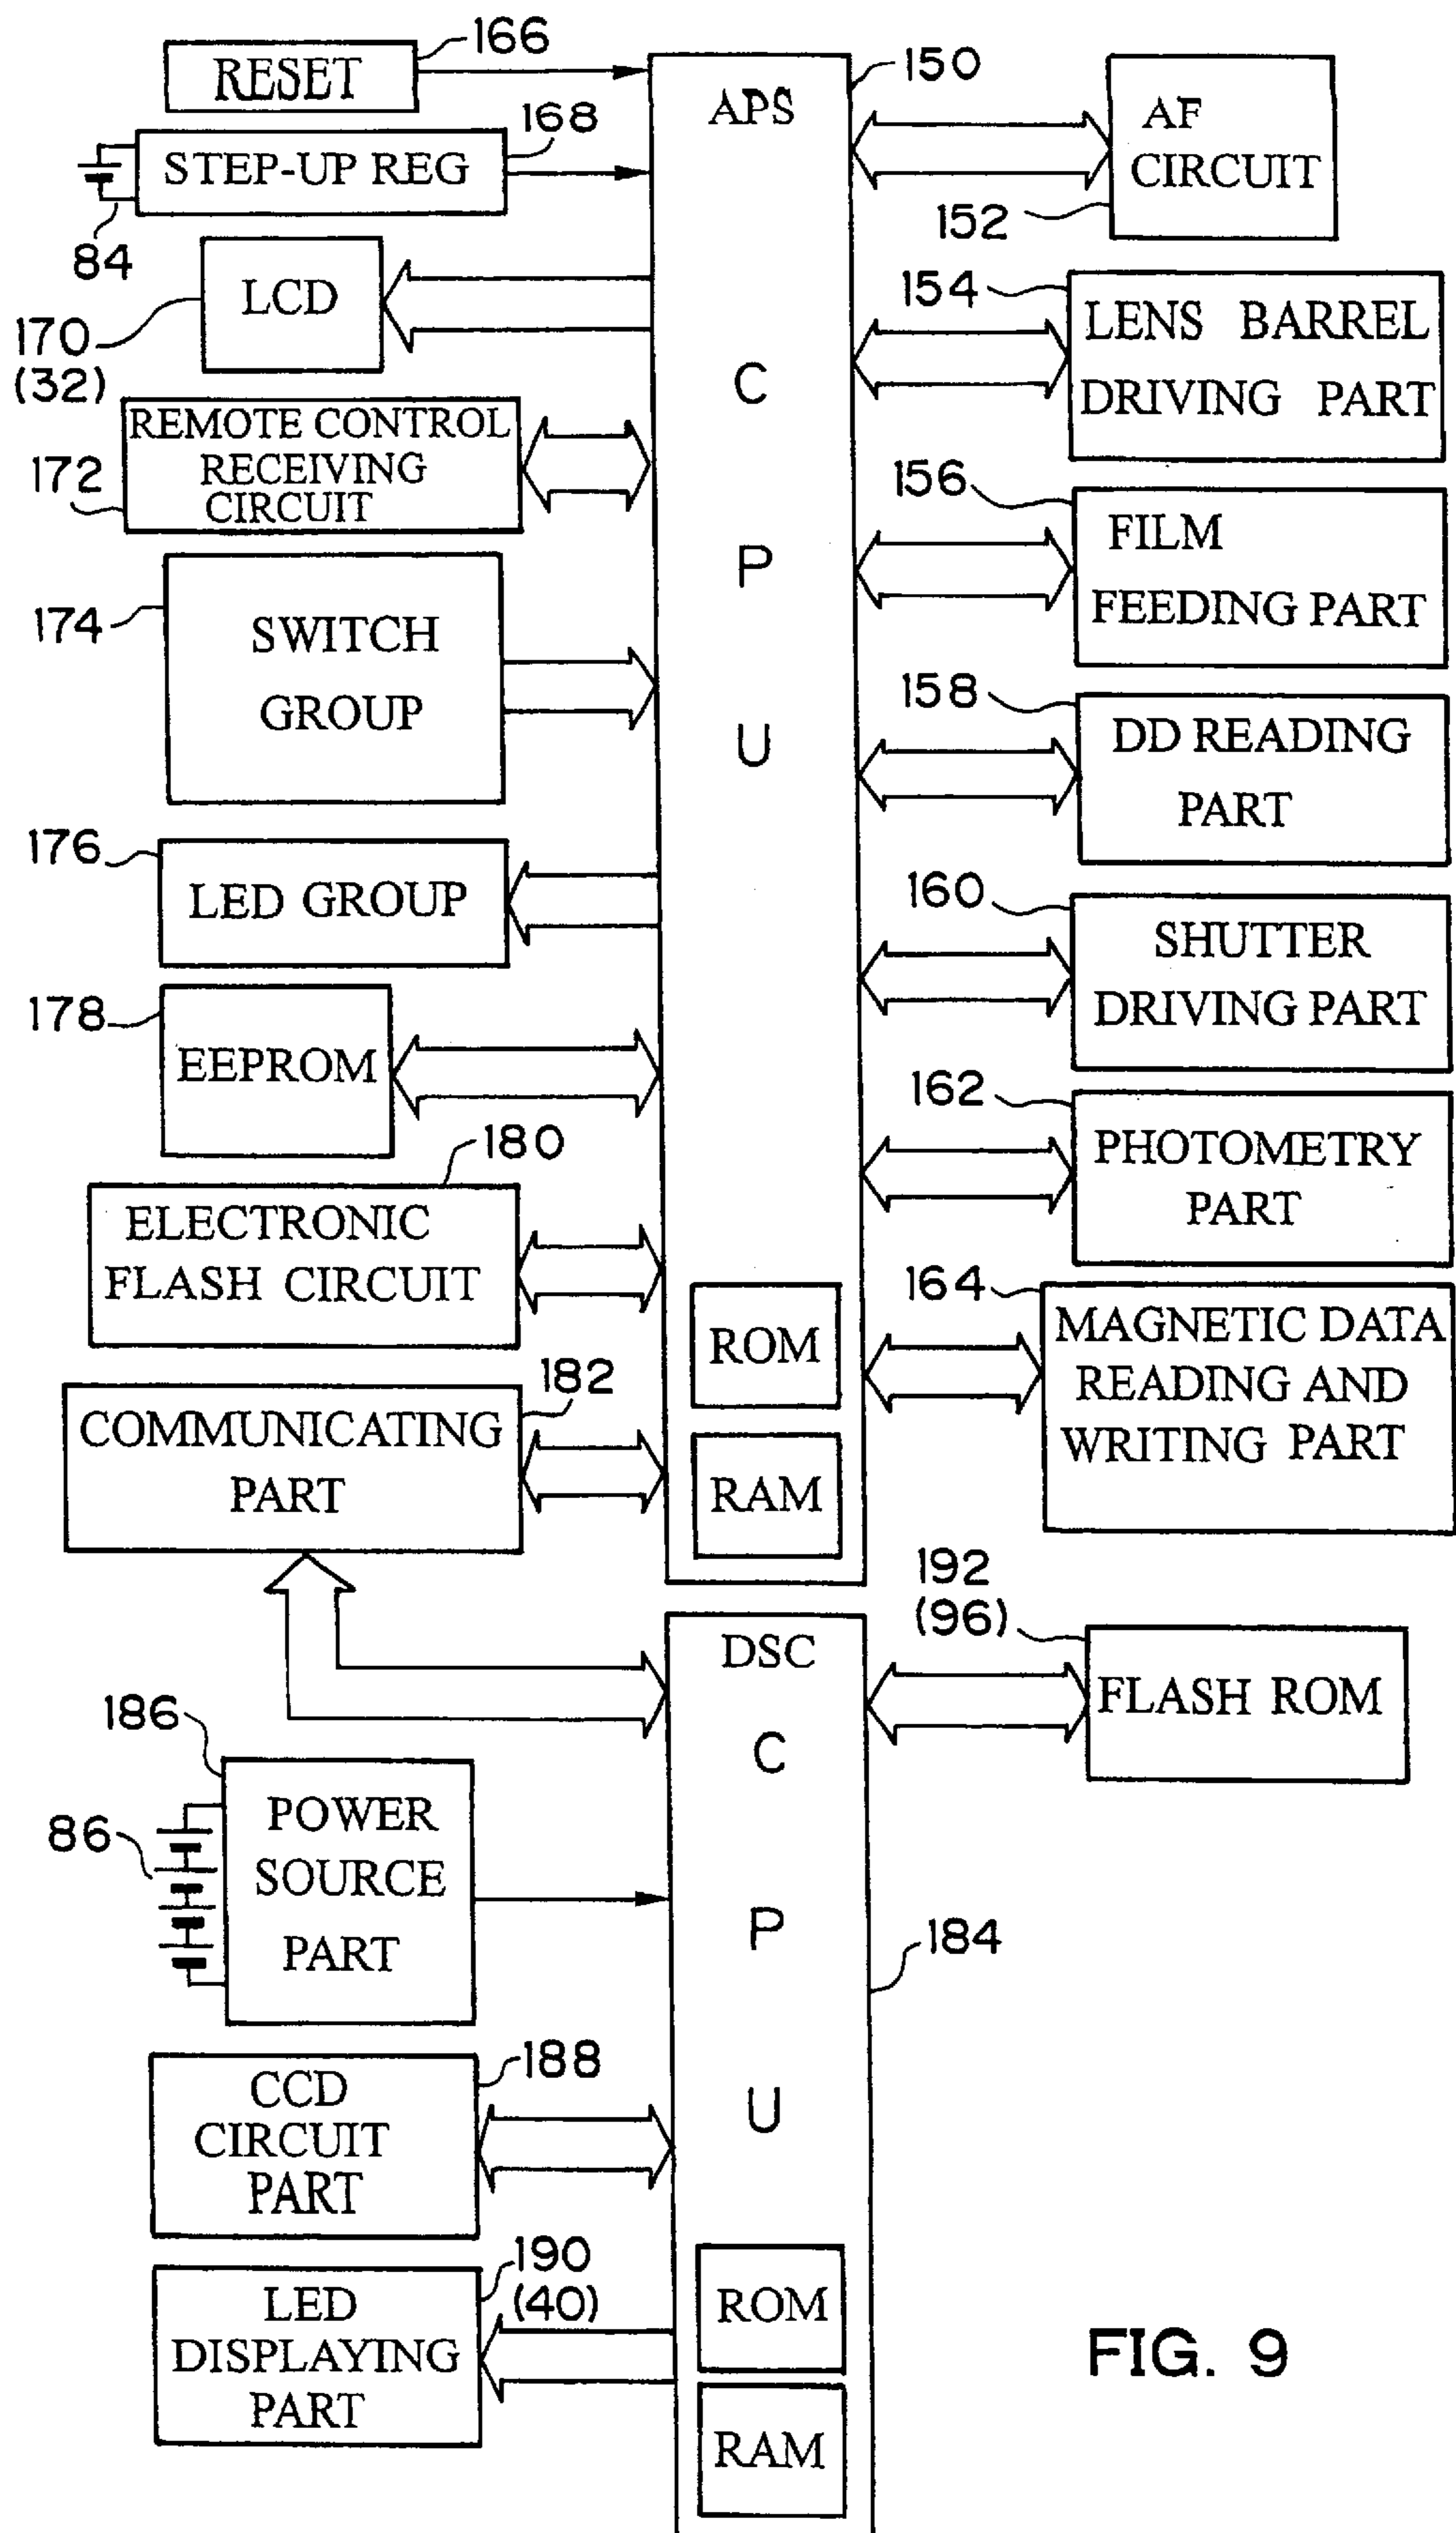 166
RESET
150
APS
C
P
U
ROM
RAM
168
STEP-UP REG
84
LCD
170
(32)
REMOTE CONTROL
RECEIVING
CIRCUIT
172
SWITCH
GROUP
174
176
LED GROUP
178
EEPROM
180
ELECTRONIC
FLASH CIRCUIT
182
COMMUNICATING
PART
AF
CIRCUIT
152
154
LENS BARREL
DRIVING PART
156
FILM
FEEDING PART
158
DD READING
PART
160
SHUTTER
DRIVING PART
162
PHOTOMETRY
PART
164
MAGNETIC DATA
READING AND
WRITING PART
192
(96)
FLASH ROM
DSC
C
P
U
184
ROM
RAM
186
86
POWER
SOURCE
PART
188
CCD
CIRCUIT
PART
190
(40)
LED
DISPLAYING
PART
FIG. 9